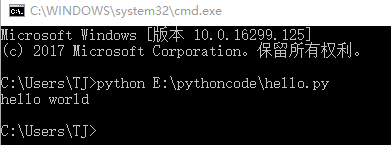 C:\WINDOWS\system32\cmd.exe
Microsoft Windows [版本 10.0.16299.125]
(c) 2017 Microsoft Corporation。保留所有权利。
C:\Users\TJ>python E:\pythoncode\hello.py
hello world
C:\Users\TJ>